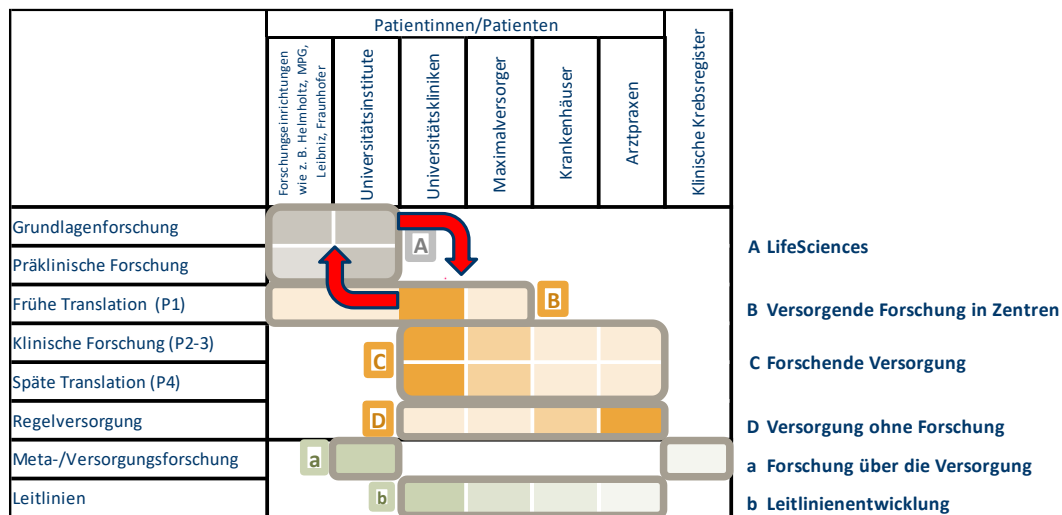 Patientinnen/Patienten
Forschungseinrichtungen
wie z. B. Helmholtz, MPG,
Leibniz, Fraunhofer
Universitätsinstitute
Universitätskliniken
Maximalversorger
Krankenhäuser
Arztpraxen
Klinische Krebsregister
Grundlagenforschung
A
Präklinische Forschung
A LifeSciences
Frühe Translation (P1)
B
B Versorgende Forschung in Zentren
Klinische Forschung (P2-3)
C
C Forschende Versorgung
Späte Translation (P4)
Regelversorgung
D
D Versorgung ohne Forschung
Meta-/Versorgungsforschung
a
a Forschung über die Versorgung
Leitlinien
b
b Leitlinienentwicklung